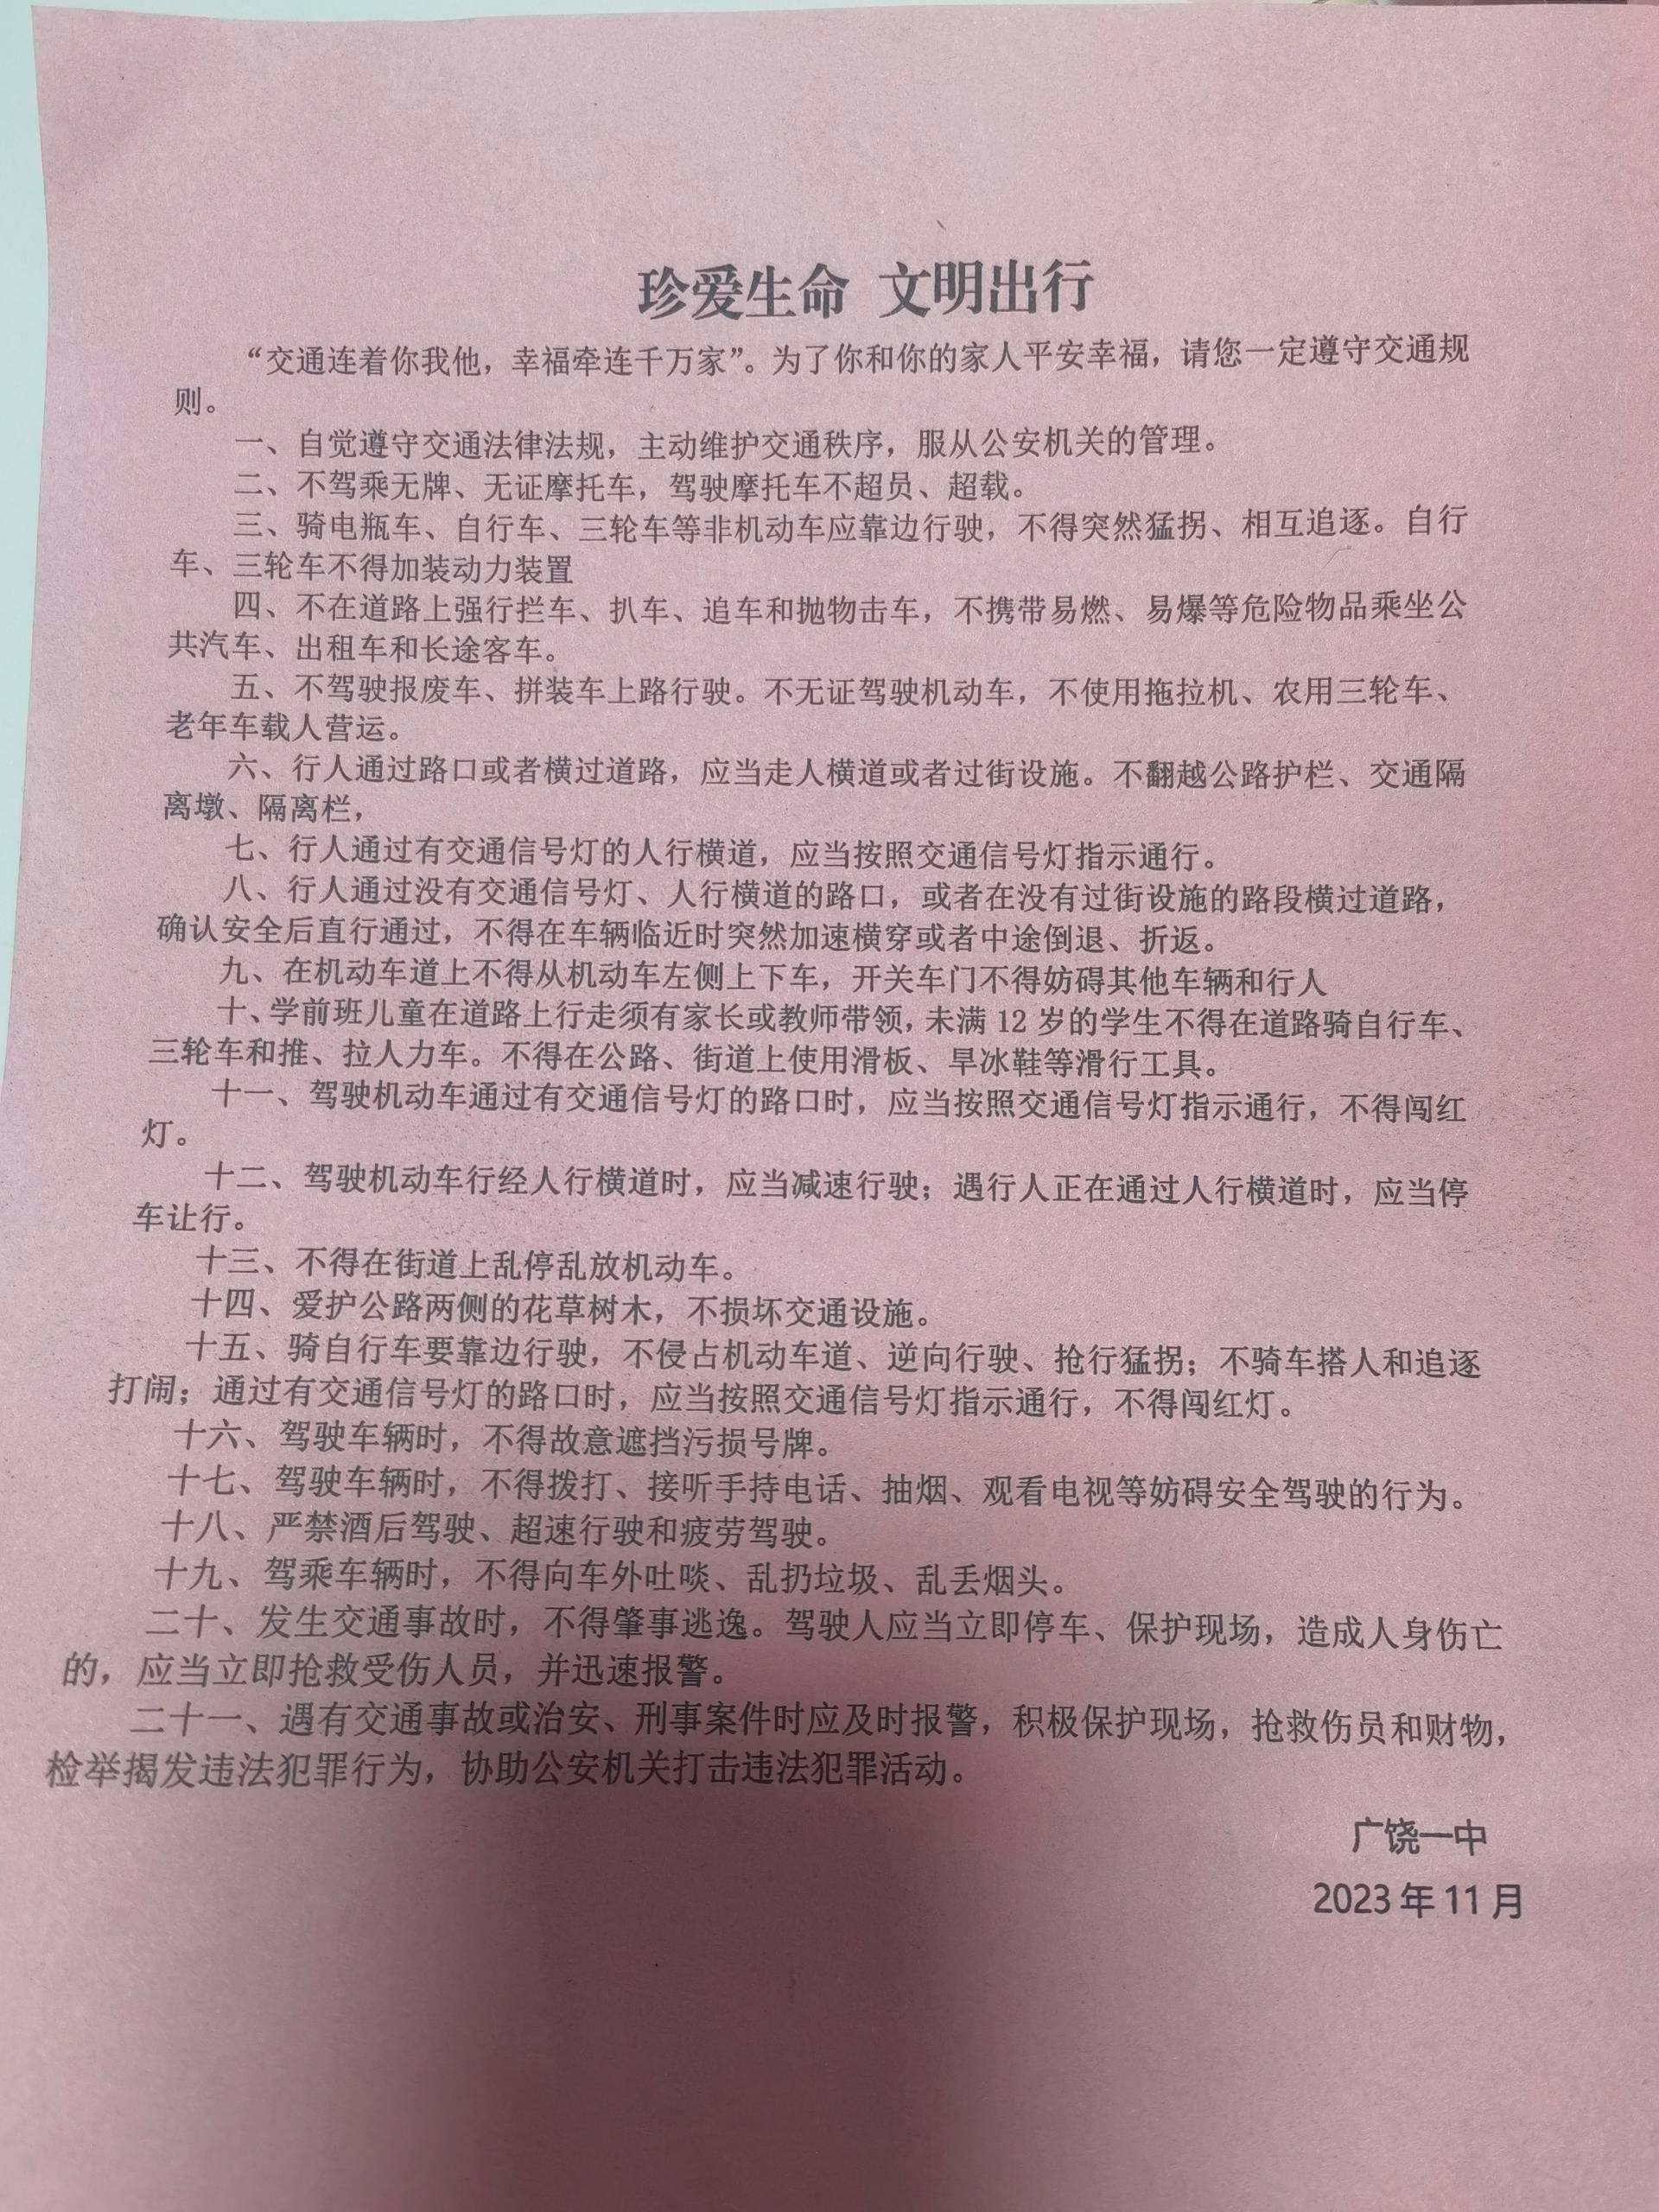 珍爱生命 文明出行
“交通连着你我他，幸福牵连千万家”。为了你和你的家人平安幸福，请您一定遵守交通规
则。
一、自觉遵守交通法律法规，主动维护交通秩序，服从公安机关的管理。
二、不驾乘无牌、无证摩托车，驾驶摩托车不超员、超载。
三、骑电瓶车、自行车、三轮车等非机动车应靠边行驶，不得突然猛拐、相互追逐。自行
车、三轮车不得加装动力装置
四、不在道路上强行拦车、扒车、追车和抛物击车，不携带易燃、易爆等危险物品乘坐公
共汽车、出租车和长途客车。
五、不驾驶报废车、拼装车上路行驶。不无证驾驶机动车，不使用拖拉机、农用三轮车、
老年车载人营运。
六、行人通过路口或者横过道路，应当走人横道或者过街设施。不翻越公路护栏、交通隔
离墩、隔离栏，
七、行人通过有交通信号灯的人行横道，应当按照交通信号灯指示通行。
八、行人通过没有交通信号灯、人行横道的路口，或者在没有过街设施的路段横过道路，
确认安全后直行通过，不得在车辆临近时突然加速横穿或者中途倒退、折返。
九、在机动车道上不得从机动车左侧上下车，开关车门不得妨碍其他车辆和行人
十、学前班儿童在道路上行走须有家长或教师带领，未满 12 岁的学生不得在道路骑自行车、
三轮车和推、拉人力车。不得在公路、街道上使用滑板、旱冰鞋等滑行工具。
十一、驾驶机动车通过有交通信号灯的路口时，应当按照交通信号灯指示通行，不得闯红
灯。
十二、驾驶机动车行经人行横道时，应当减速行驶；遇行人正在通过人行横道时，应当停
车让行。
十三、不得在街道上乱停乱放机动车。
十四、爱护公路两侧的花草树木，不损坏交通设施。
十五、骑自行车要靠边行驶，不侵占机动车道、逆向行驶、抢行猛拐；不骑车搭人和追逐
打闹；通过有交通信号灯的路口时，应当按照交通信号灯指示通行，不得闯红灯。
十六、驾驶车辆时，不得故意遮挡污损号牌。
十七、驾驶车辆时，不得拨打、接听手持电话、抽烟、观看电视等妨碍安全驾驶的行为。
十八、严禁酒后驾驶、超速行驶和疲劳驾驶。
十九、驾乘车辆时，不得向车外吐啖、乱扔垃圾、乱丢烟头。
二十、发生交通事故时，不得肇事逃逸。驾驶人应当立即停车、保护现场，造成人身伤亡
的，应当立即抢救受伤人员，并迅速报警。
二十一、遇有交通事故或治安、刑事案件时应及时报警，积极保护现场，抢救伤员和财物，
检举揭发违法犯罪行为，协助公安机关打击违法犯罪活动。
广饶一中
2023 年 11 月